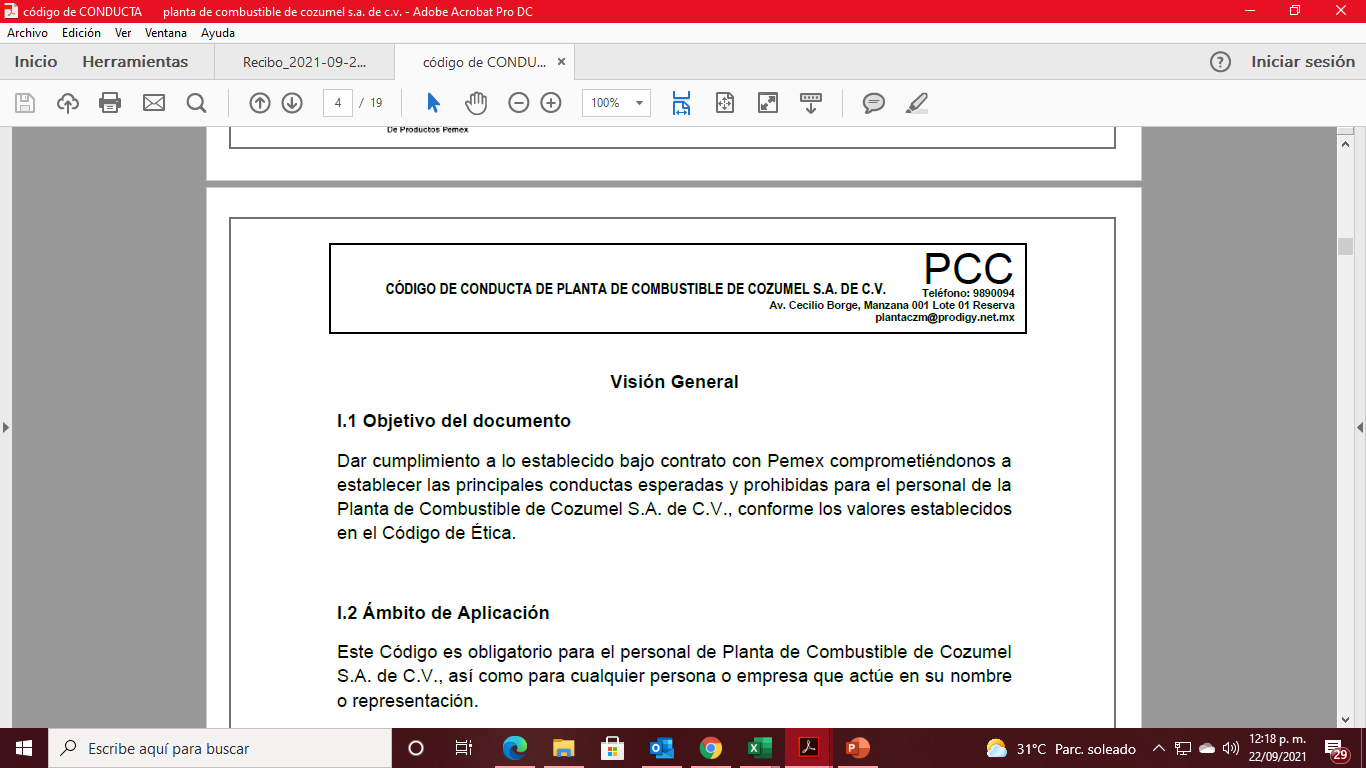 código de CONDUCTA planta de combustible de cozumel s.a. de c.v. - Adobe Acrobat Pro DC
Archivo Edición Ver Ventana Ayuda
Inicio Herramientas Recibo_2021-09-2... código de CONDU... × Iniciar sesión
4 / 19 100%
De Productos Pemex
PCC
CÓDIGO DE CONDUCTA DE PLANTA DE COMBUSTIBLE DE COZUMEL S.A. DE C.V.
Teléfono: 9890094
Av. Cecilio Borge, Manzana 001 Lote 01 Reserva
plantaczm@prodigy.net.mx
Visión General
I.1 Objetivo del documento
Dar cumplimiento a lo establecido bajo contrato con Pemex comprometiéndonos a
establecer las principales conductas esperadas y prohibidas para el personal de la
Planta de Combustible de Cozumel S.A. de C.V., conforme los valores establecidos
en el Código de Ética.
I.2 Ámbito de Aplicación
Este Código es obligatorio para el personal de Planta de Combustible de Cozumel
S.A. de C.V., así como para cualquier persona o empresa que actúe en su nombre
o representación.
Escribe aquí para buscar
31°C Parc. soleado
12:18 p. m.
22/09/2021
29